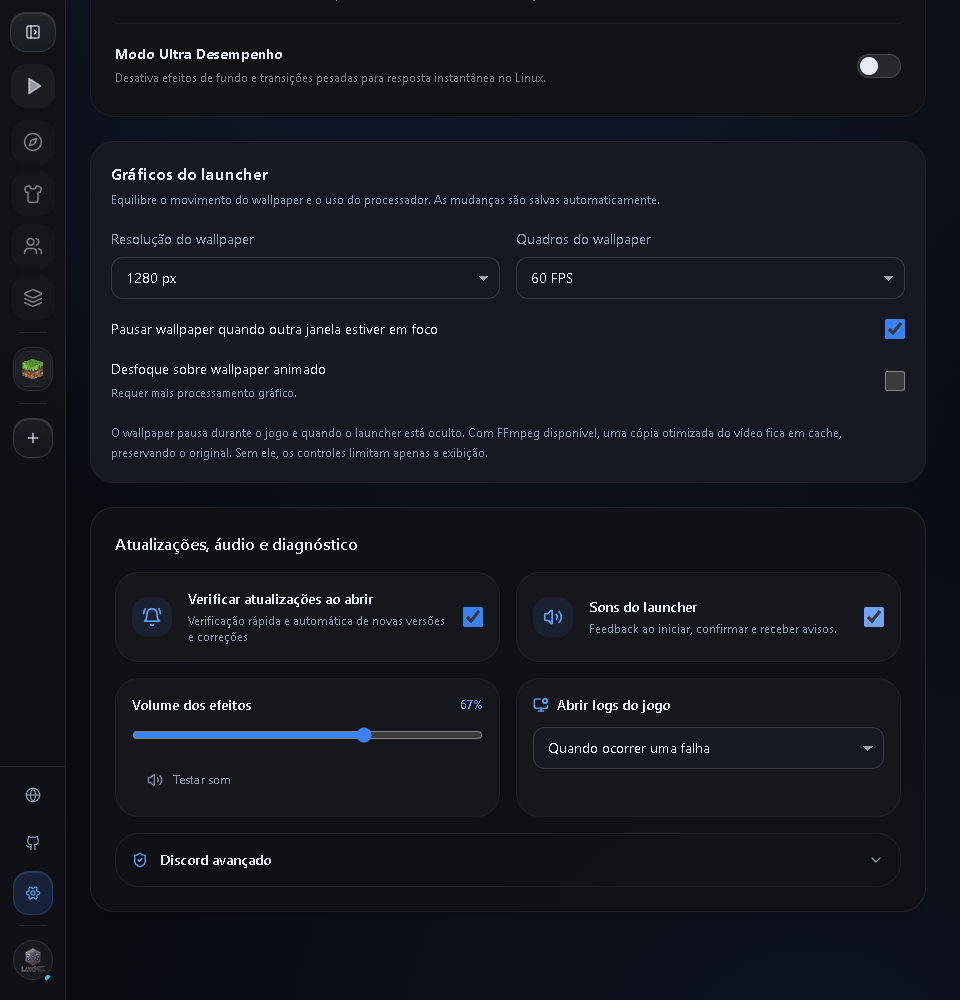 Modo Ultra Desempenho
Desativa efeitos de fundo e transições pesadas para resposta instantânea no Linux.
Gráficos do launcher
Equilibre o movimento do wallpaper e o uso do processador. As mudanças são salvas automaticamente.
Resolução do wallpaper
Quadros do wallpaper
1280 px
60 FPS
Pausar wallpaper quando outra janela estiver em foco
Desfoque sobre wallpaper animado
Requer mais processamento gráfico.
O wallpaper pausa durante o jogo e quando o launcher está oculto. Com FFmpeg disponível, uma cópia otimizada do vídeo fica em cache,
preservando o original. Sem ele, os controles limitam apenas a exibição.
Atualizações, áudio e diagnóstico
Verificar atualizações ao abrir
Verificação rápida e automática de novas versões
e correções
Sons do launcher
Feedback ao iniciar, confirmar e receber avisos.
Volume dos efeitos
67%
Testar som
Abrir logs do jogo
Quando ocorrer uma falha
Discord avançado